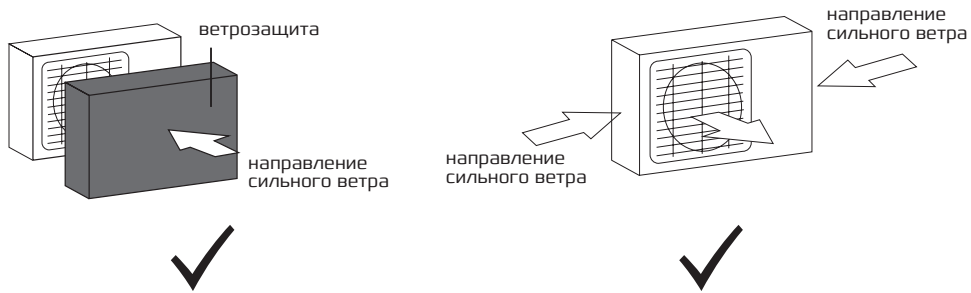 ветрозащита
направление
сильного ветра
направление
сильного ветра
направление
сильного ветра